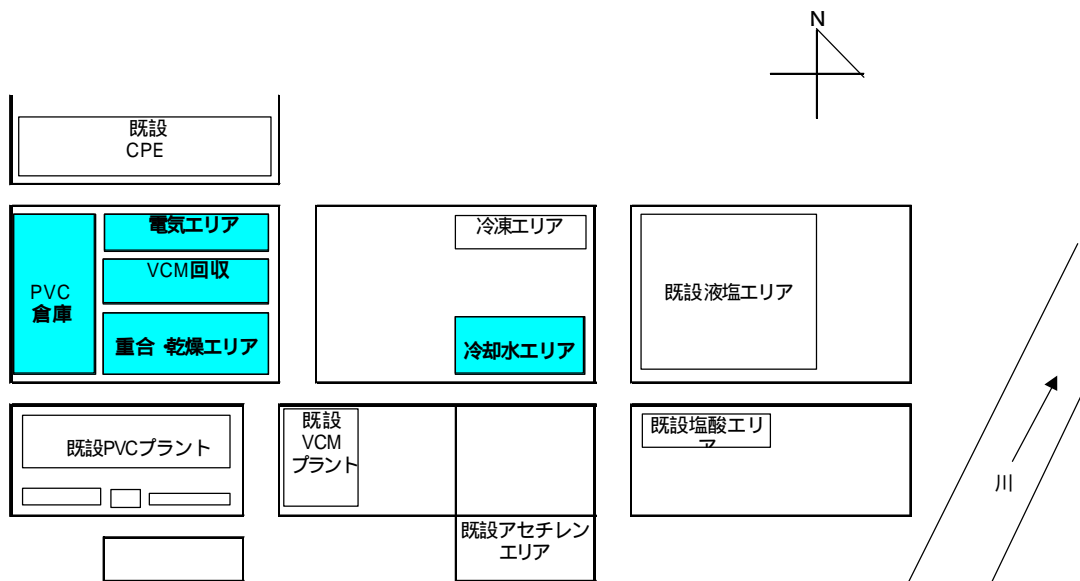 N
既設
CPE
電気エリア
冷凍エリア
VCM回収
PVC
倉庫
既設液塩エリア
重合・乾燥エリア
冷却水エリア
既設PVCプラント
既設
VCM
プラント
既設塩酸エリ
ア
川
既設アセチレン
エリア